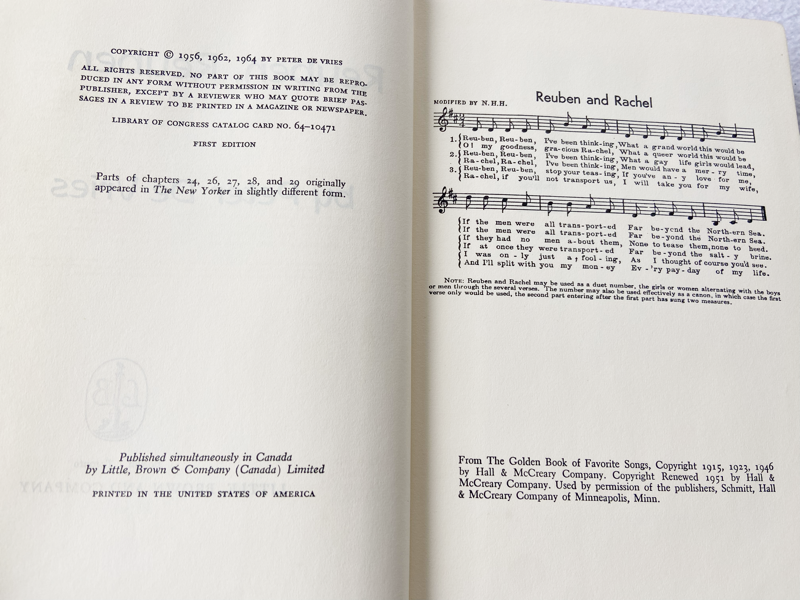 COPYRIGHT © 1956, 1962, 1964 BY PETER DE VRIES
ALL RIGHTS RESERVED. NO PART OF THIS BOOK MAY BE REPRO-
DUCED IN ANY FORM WITHOUT PERMISSION IN WRITING FROM THE
PUBLISHER, EXCEPT BY A REVIEWER WHO MAY QUOTE BRIEF PAS-
SAGES IN A REVIEW TO BE PRINTED IN A MAGAZINE OR NEWSPAPER.
LIBRARY OF CONGRESS CATALOG CARD NO. 64-10471
FIRST EDITION
Parts of chapters 24, 26, 27, 28, and 29 originally
appeared in The New Yorker in slightly different form.
Published simultaneously in Canada
by Little, Brown & Company (Canada) Limited
PRINTED IN THE UNITED STATES OF AMERICA
MODIFIED BY N.H.H.
Reuben and Rachel
1. Reu-ben, Reu-ben, I've been think-ing, What a grand world this would be
O! my goodness, gra-cious Ra-chel, What a queer world this would be
2. Reu-ben, Reu-ben, I've been think-ing, What a gay life girls would lead,
Ra-chel, Ra-chel, I've been think-ing, Men would have a mer-ry time,
3. Reu-ben, Reu-ben, stop your teas-ing, If you've an-y love for me,
Ra-chel, if you'll not transport us, I will take you for my wife,
If the men were all trans-port-ed Far be-yond the North-ern Sea.
If the men were all trans-port-ed Far be-yond the North-ern Sea.
If they had no men a-bout them, None to tease them, none to heed.
If at once they were transport-ed Far be-yond the salt-y brine.
I was on-ly just a fool-ing, As I thought of course you'd see.
And I'll split with you my mon-ey Ev-'ry pay-day of my life.
NOTE: Reuben and Rachel may be used as a duet number, the girls or women alternating with the boys
or men through the several verses. The number may also be used effectively as a canon, in which case the first
verse only would be used, the second part entering after the first part has sung two measures.
From The Golden Book of Favorite Songs, Copyright 1915, 1923, 1946
by Hall & McCreary Company. Copyright Renewed 1951 by Hall &
McCreary Company. Used by permission of the publishers, Schmitt, Hall
& McCreary Company of Minneapolis, Minn.